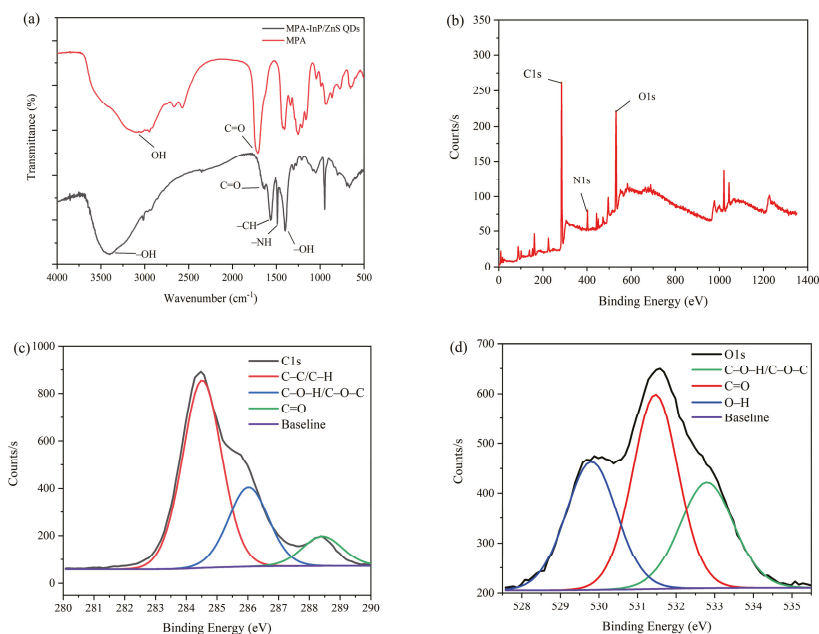 (a)
MPA-InP/ZnS QDs
MPA
Transmittance (%)
OH
C=O
C=O
–CH
–NH
–OH
–OH
4000 3500 3000 2500 2000 1500 1000 500
Wavenumber (cm⁻¹)
(b)
350
300
250
200
150
100
50
0
Counts/s
C1s
O1s
N1s
0 200 400 600 800 1000 1200 1400
Binding Energy (eV)
(c)
1000
800
600
400
200
0
Counts/s
C1s
C–C/C–H
C–O–H/C–O–C
C=O
Baseline
280 281 282 283 284 285 286 287 288 289 290
Binding Energy (eV)
(d)
700
600
500
400
300
200
Counts/s
O1s
C–O–H/C–O–C
C=O
O–H
Baseline
528 529 530 531 532 533 534 535
Binding Energy (eV)